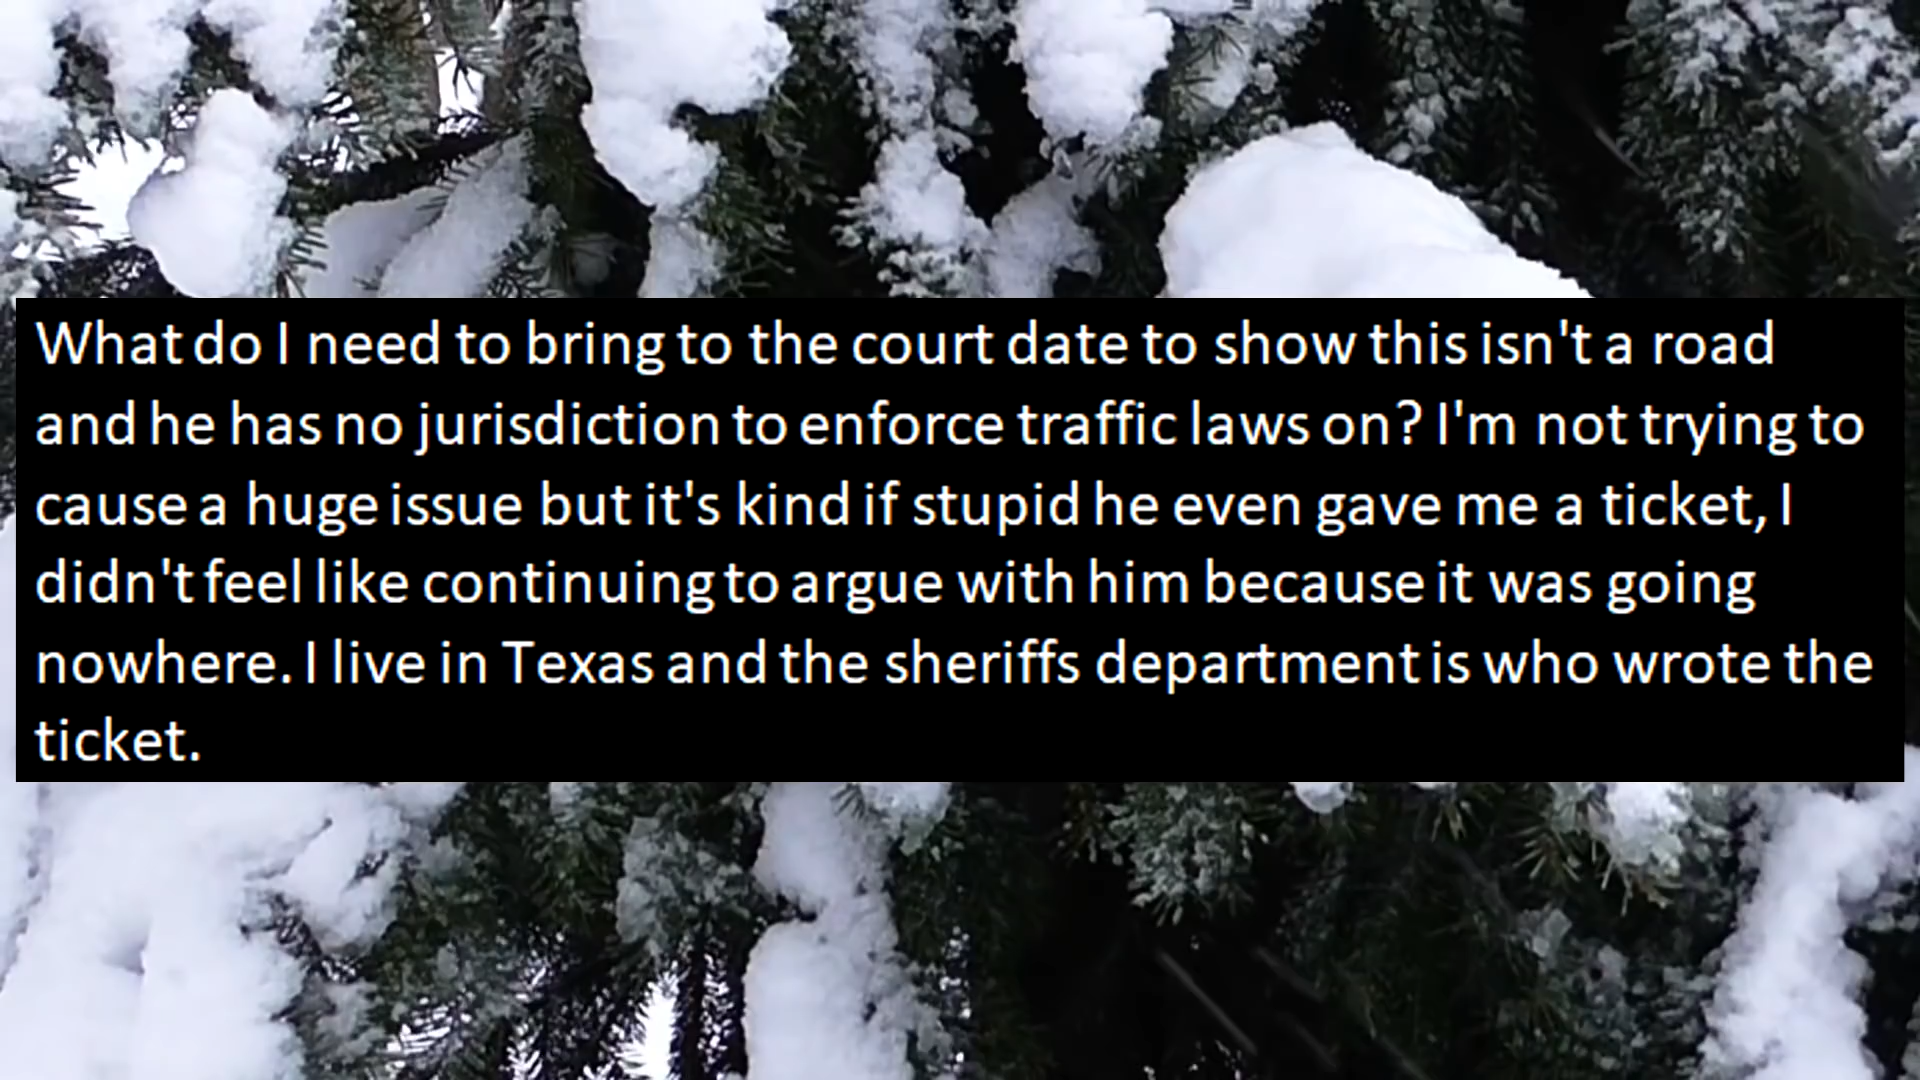 What do I need to bring to the court date to show this isn't a road
and he has no jurisdiction to enforce traffic laws on? I'm not trying to
cause a huge issue but it's kind if stupid he even gave me a ticket, I
didn't feel like continuing to argue with him because it was going
nowhere. I live in Texas and the sheriffs department is who wrote the
ticket.